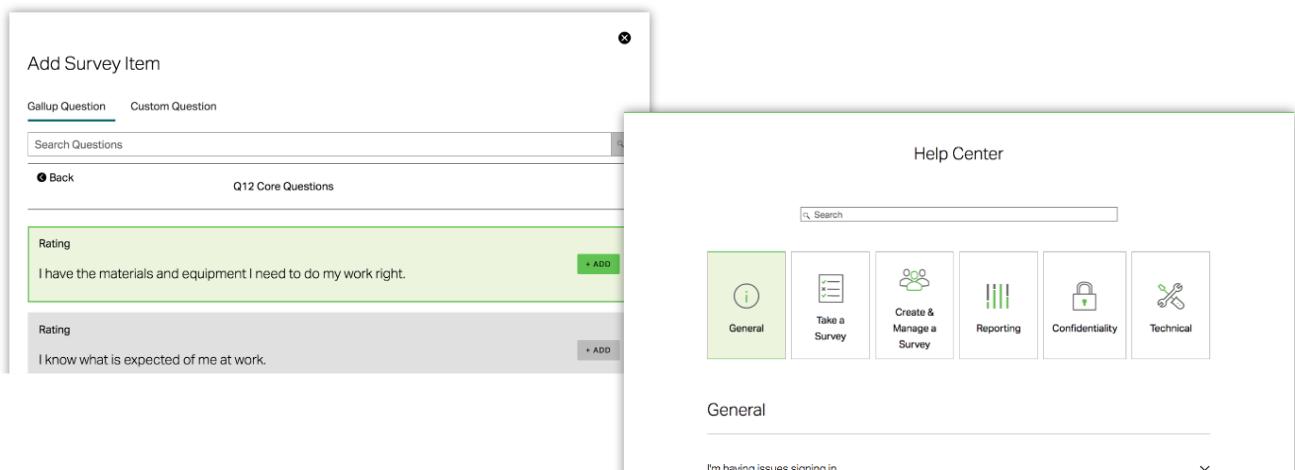 Add Survey Item
Gallup Question
Custom Question
Search Questions
Back
Q12 Core Questions
Rating
I have the materials and equipment I need to do my work right.
+ ADD
Rating
I know what is expected of me at work.
+ ADD
Help Center
Search
General
Take a
Survey
Create &
Manage a
Survey
Reporting
Confidentiality
Technical
General
I'm having issues signing in